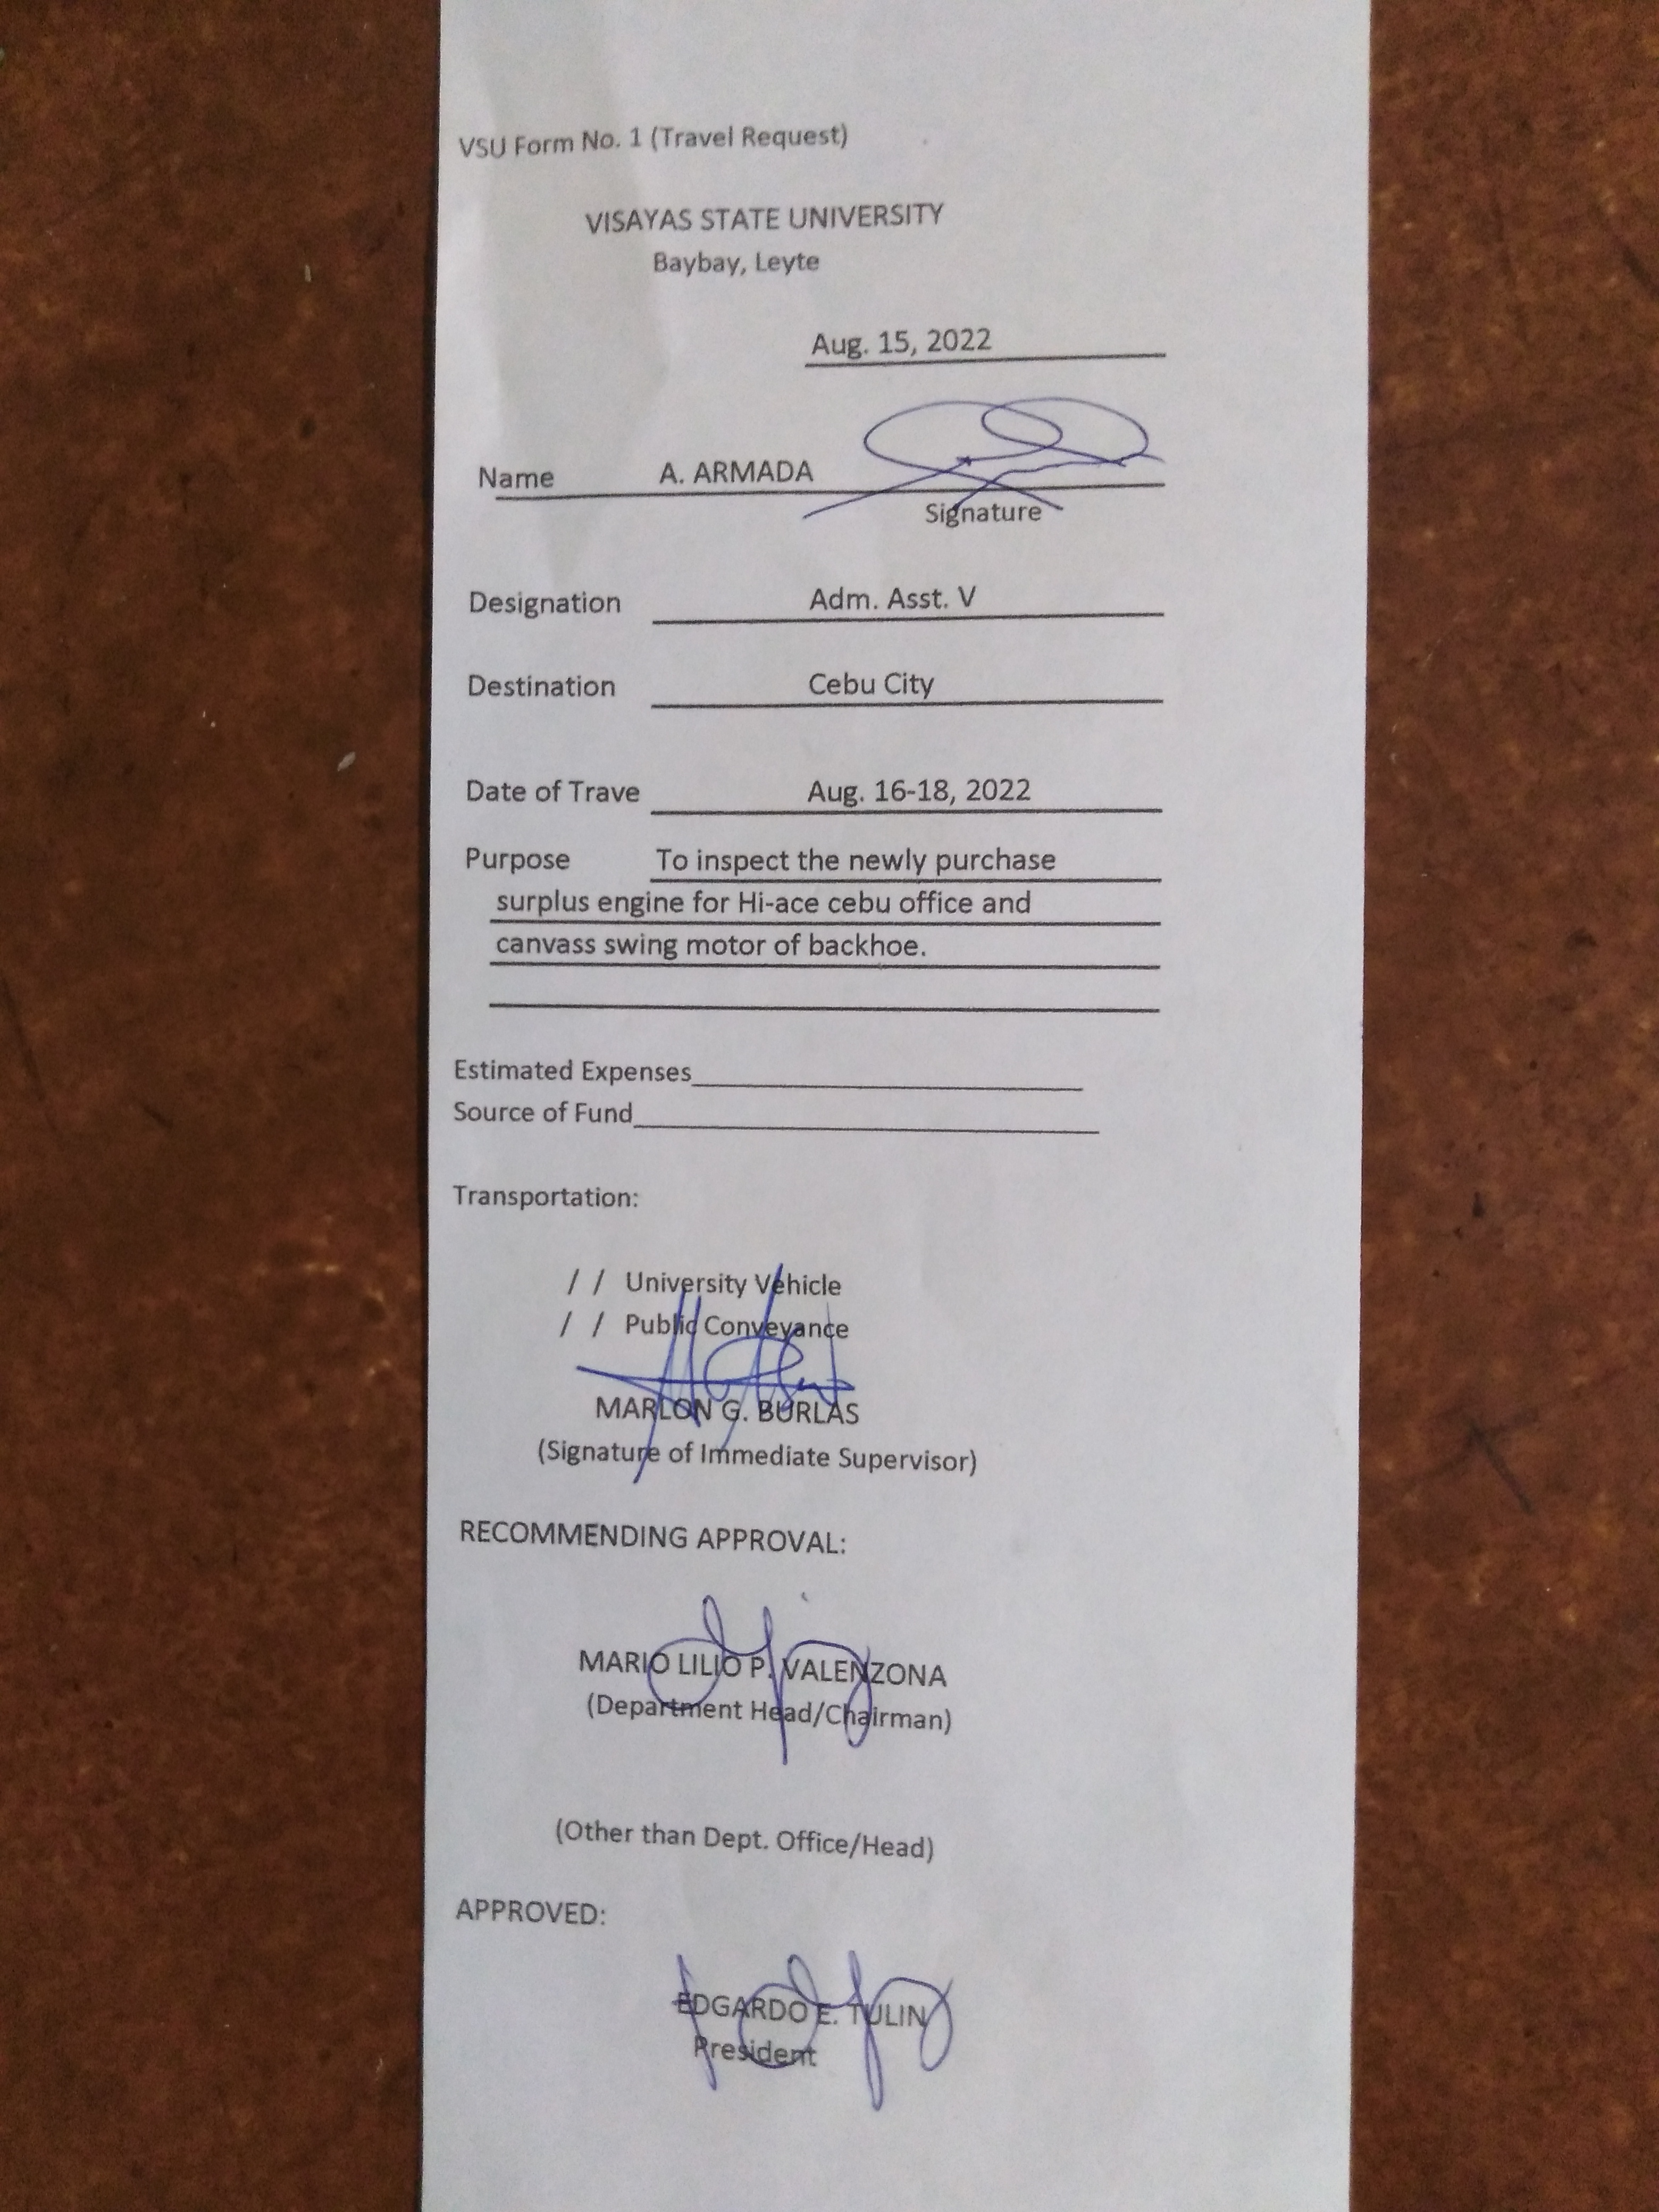 VSU Form No. 1 (Travel Request)
VISAYAS STATE UNIVERSITY
Baybay, Leyte
Aug. 15, 2022
Name A. ARMADA
Signature
Designation Adm. Asst. V
Destination Cebu City
Date of Trave Aug. 16-18, 2022
Purpose To inspect the newly purchase
surplus engine for Hi-ace cebu office and
canvass swing motor of backhoe.
Estimated Expenses
Source of Fund
Transportation:
/ / University Vehicle
/ / Public Conveyance
MARLON G. BURLAS
(Signature of Immediate Supervisor)
RECOMMENDING APPROVAL:
MARIO LILIO P. VALENZONA
(Department Head/Chairman)
(Other than Dept. Office/Head)
APPROVED:
EDGARDO E. TULIN
President